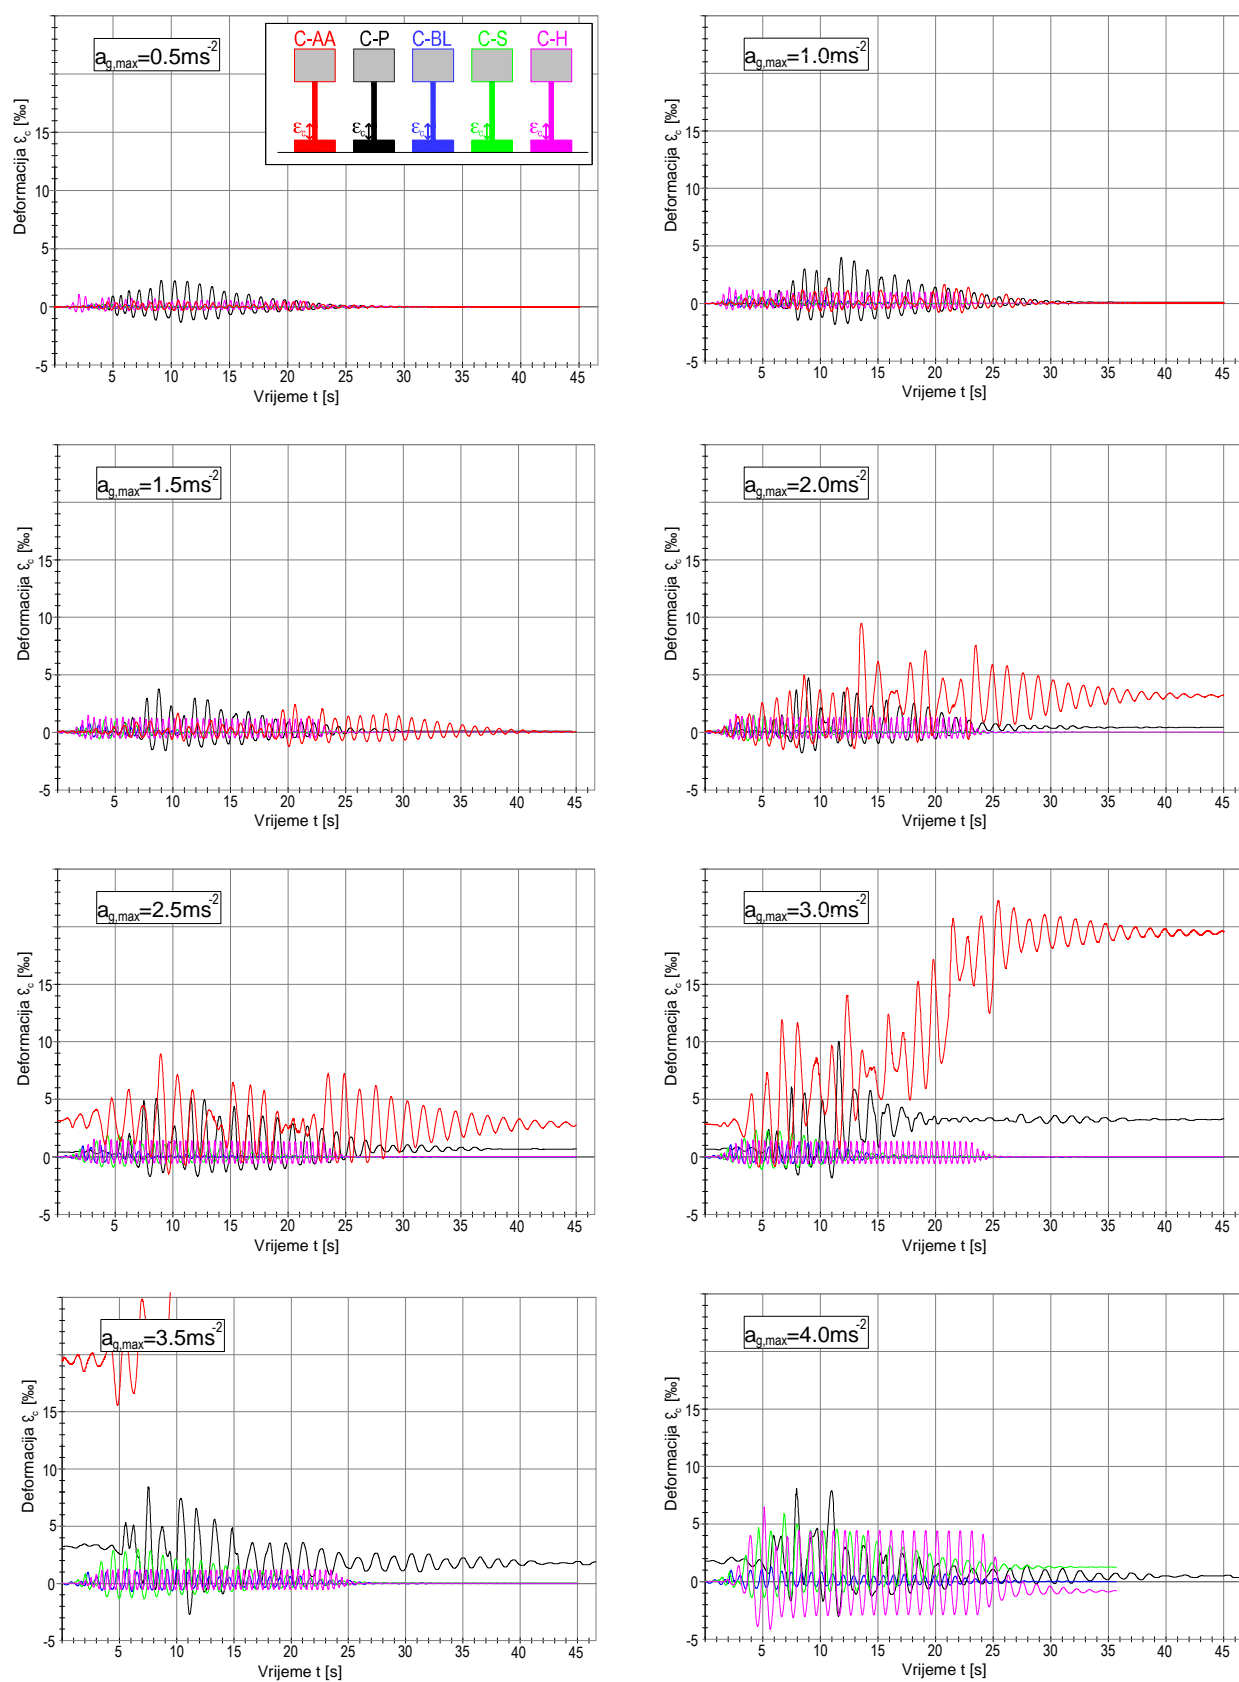 a_g,max=0.5ms^-2
C-AA C-P C-BL C-S C-H
ε_c ε_c ε_c ε_c ε_c
Deformacija ε_c [‰]
15
10
5
0
-5
5 10 15 20 25 30 35 40 45
Vrijeme t [s]
a_g,max=1.0ms^-2
Deformacija ε_c [‰]
15
10
5
0
-5
5 10 15 20 25 30 35 40 45
Vrijeme t [s]
a_g,max=1.5ms^-2
Deformacija ε_c [‰]
15
10
5
0
-5
5 10 15 20 25 30 35 40 45
Vrijeme t [s]
a_g,max=2.0ms^-2
Deformacija ε_c [‰]
15
10
5
0
-5
5 10 15 20 25 30 35 40 45
Vrijeme t [s]
a_g,max=2.5ms^-2
Deformacija ε_c [‰]
15
10
5
0
-5
5 10 15 20 25 30 35 40 45
Vrijeme t [s]
a_g,max=3.0ms^-2
Deformacija ε_c [‰]
15
10
5
0
-5
5 10 15 20 25 30 35 40 45
Vrijeme t [s]
a_g,max=3.5ms^-2
Deformacija ε_c [‰]
15
10
5
0
-5
5 10 15 20 25 30 35 40 45
Vrijeme t [s]
a_g,max=4.0ms^-2
Deformacija ε_c [‰]
15
10
5
0
-5
5 10 15 20 25 30 35 40 45
Vrijeme t [s]